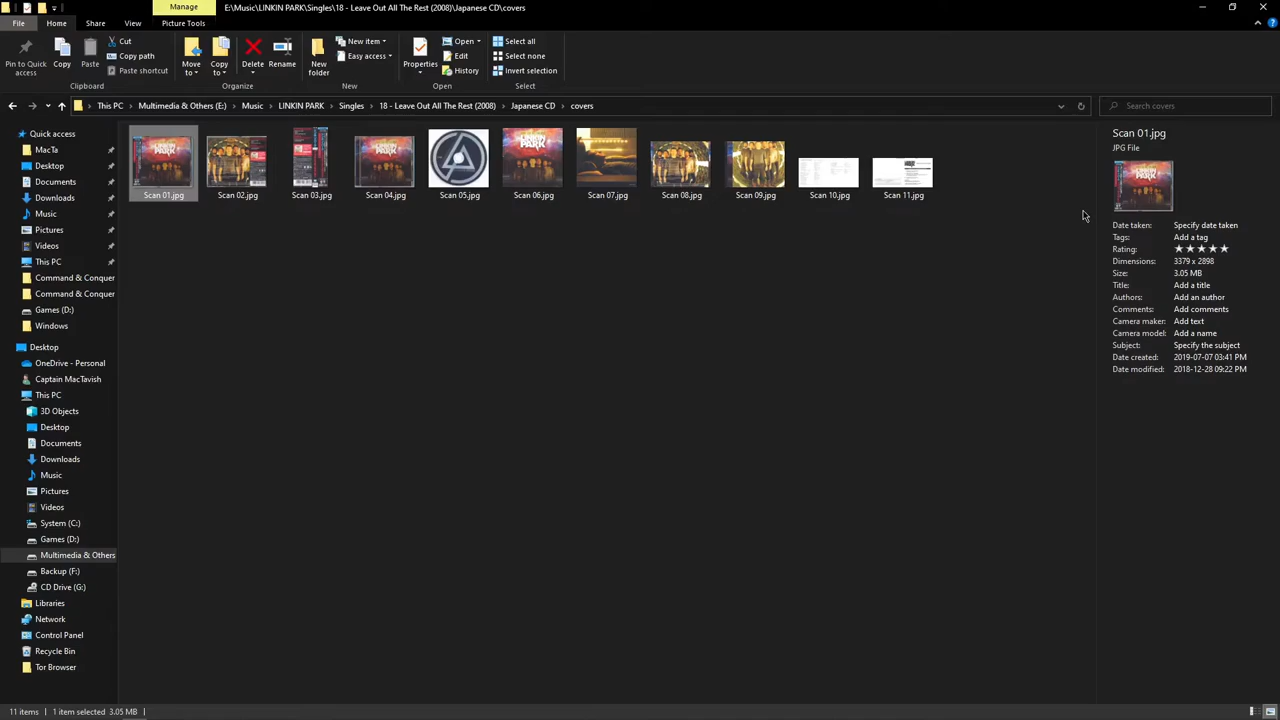 Manage
E:\Music\LINKIN PARK\Singles\18 - Leave Out All The Rest (2008)\Japanese CD\covers
File
Home
Share
View
Picture Tools
Pin to Quick access
Copy
Paste
Cut
Copy path
Paste shortcut
Clipboard
Move to
Copy to
Delete
Rename
Organize
New folder
New item
Easy access
New
Properties
Open
Edit
History
Open
Select all
Select none
Invert selection
Select
This PC
Multimedia & Others (E:)
Music
LINKIN PARK
Singles
18 - Leave Out All The Rest (2008)
Japanese CD
covers
Search covers
Quick access
MacTa
Desktop
Documents
Downloads
Music
Pictures
Videos
This PC
Command & Conquer
Command & Conquer
Games (D:)
Windows
Desktop
OneDrive - Personal
Captain MacTavish
This PC
3D Objects
Desktop
Documents
Downloads
Music
Pictures
Videos
System (C:)
Games (D:)
Multimedia & Others
Backup (F:)
CD Drive (G:)
Libraries
Network
Control Panel
Recycle Bin
Tor Browser
LINKIN PARK
LINKIN PARK
LINKIN PARK
Scan 01.jpg
Scan 02.jpg
Scan 03.jpg
Scan 04.jpg
Scan 05.jpg
Scan 06.jpg
Scan 07.jpg
Scan 08.jpg
Scan 09.jpg
Scan 10.jpg
Scan 11.jpg
Scan 01.jpg
JPG File
LINKIN PARK
Date taken: Specify date taken
Tags: Add a tag
Rating: ★★★★★
Dimensions: 3379 x 2898
Size: 3.05 MB
Title: Add a title
Authors: Add an author
Comments: Add comments
Camera maker: Add text
Camera model: Add a name
Subject: Specify the subject
Date created: 2019-07-07 03:41 PM
Date modified: 2018-12-28 09:22 PM
11 items
1 item selected 3.05 MB